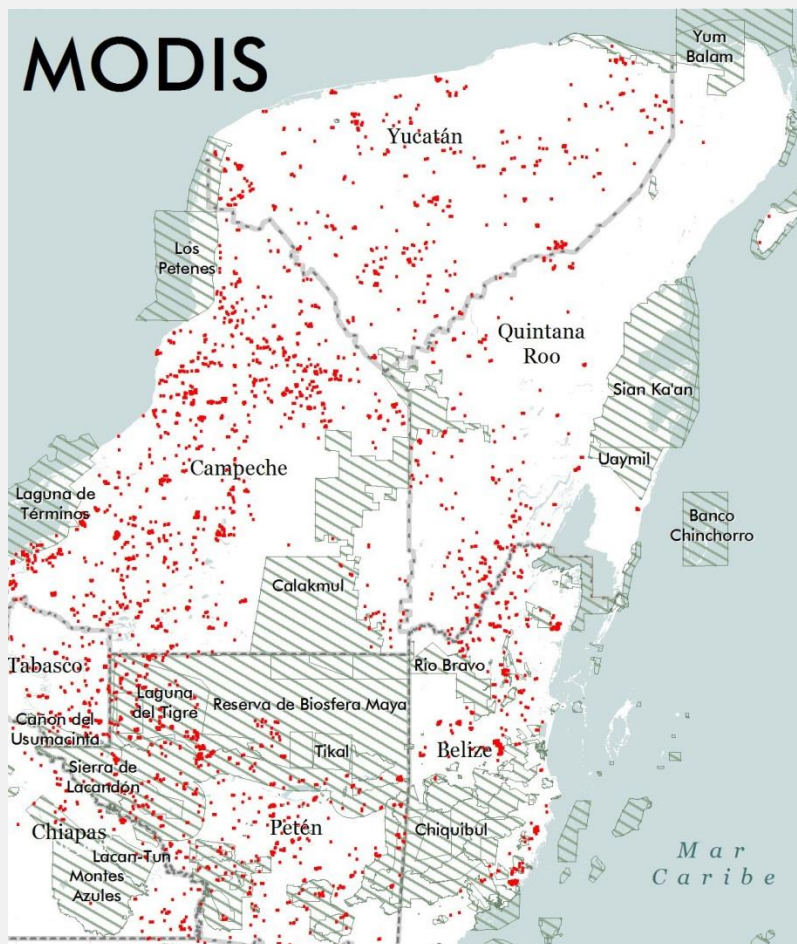 MODIS
Yum
Balam
Yucatán
Los
Petenes
Quintana
Roo
Sian Ka'an
Campeche
Uaymil
Laguna de
Términos
Banco
Chinchorro
Calakmul
Tabasco
Rio Bravo
Laguna
del Tigre
Reserva de Biosfera Maya
Cañon del
Usumacinta
Tikal
Belize
Sierra de
Lacandón
Chiapas
Petén
Chiquibul
Lacan-Tun
Montes
Azules
Mar
Caribe